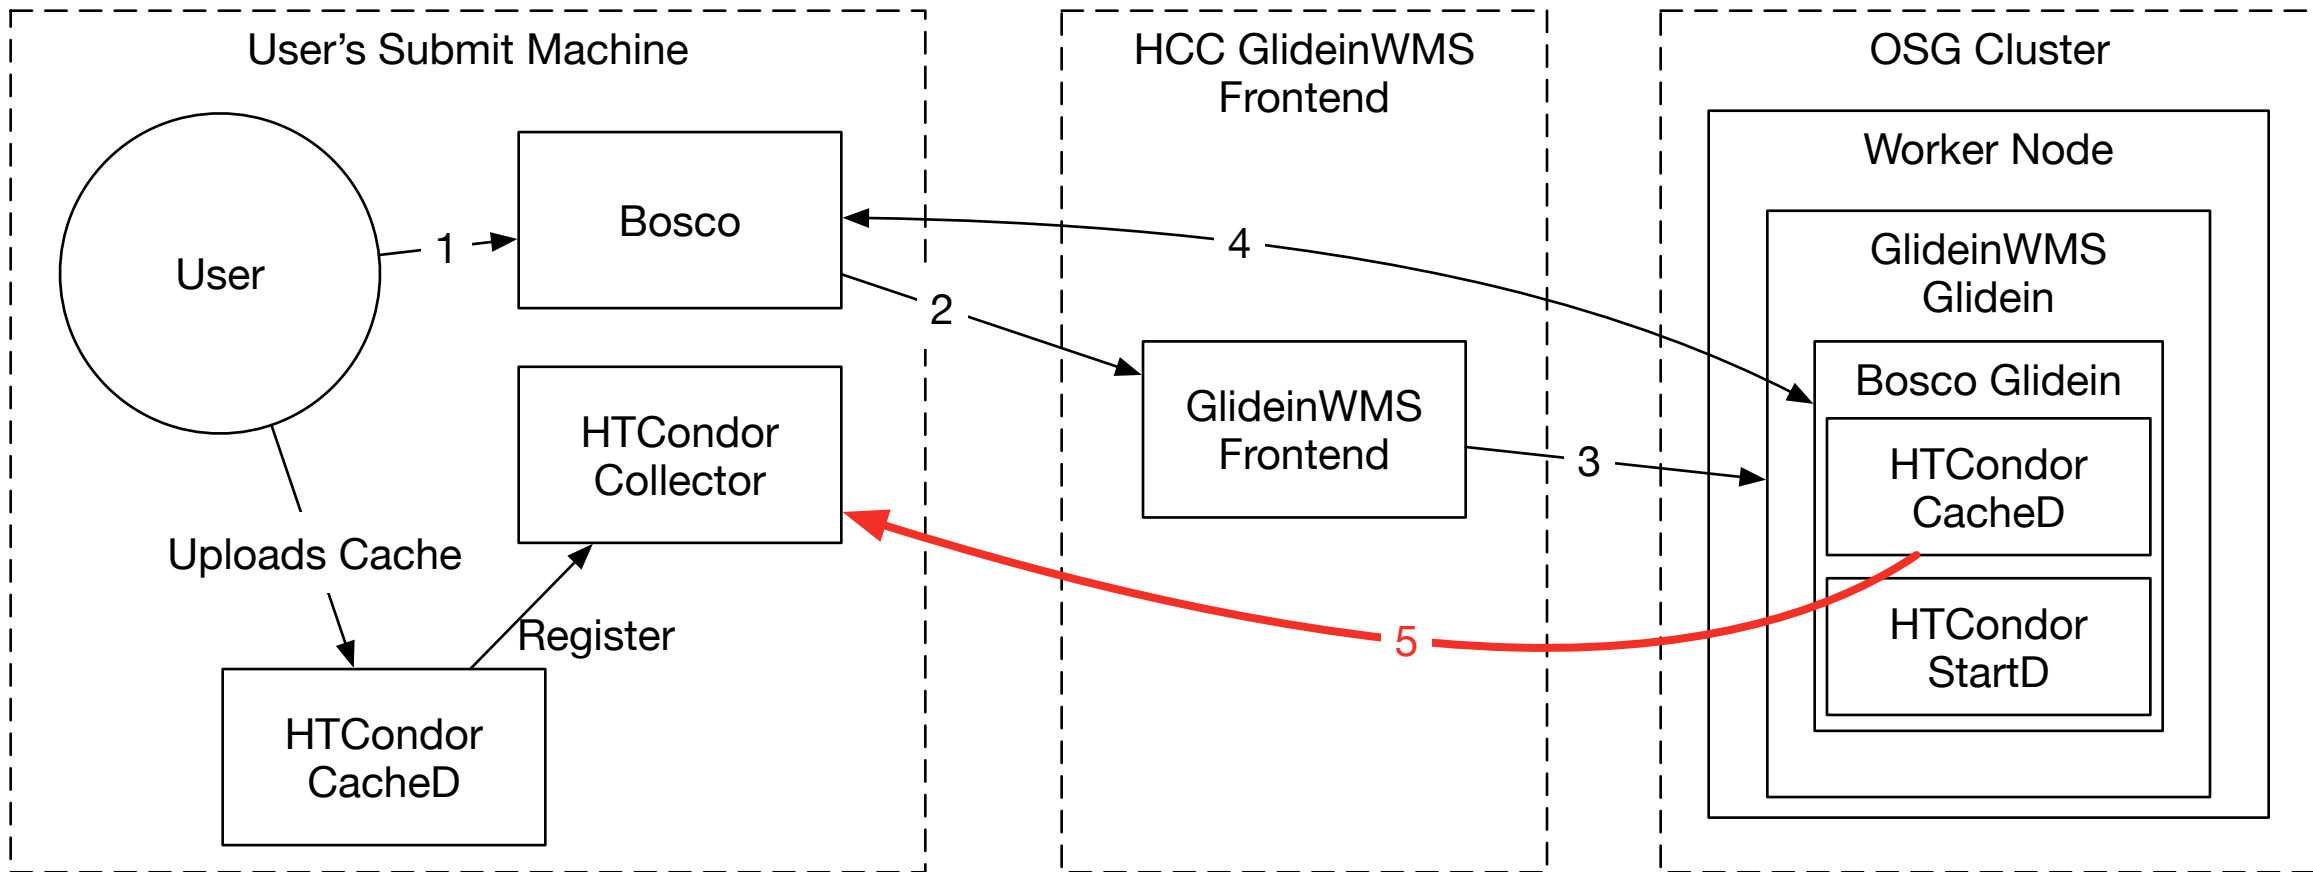 User’s Submit Machine
User
1
Bosco
2
HTCondor
Collector
Uploads Cache
Register
HTCondor
CacheD
HCC GlideinWMS
Frontend
4
GlideinWMS
Frontend
3
5
OSG Cluster
Worker Node
GlideinWMS
Glidein
Bosco Glidein
HTCondor
CacheD
HTCondor
StartD